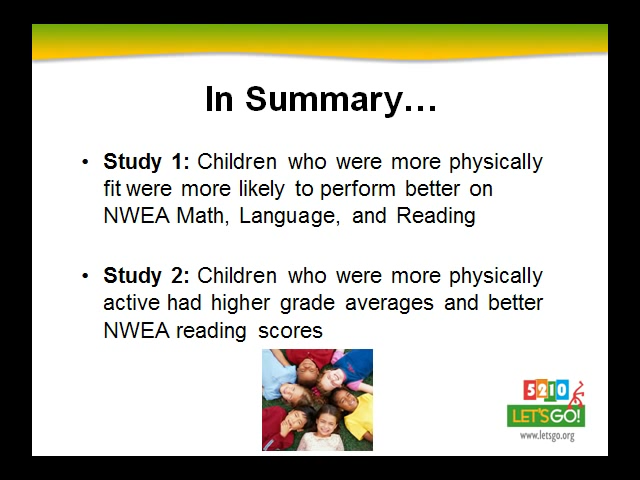 In Summary…
• Study 1: Children who were more physically
fit were more likely to perform better on
NWEA Math, Language, and Reading
• Study 2: Children who were more physically
active had higher grade averages and better
NWEA reading scores
5210
LET'S GO!
www.letsgo.org